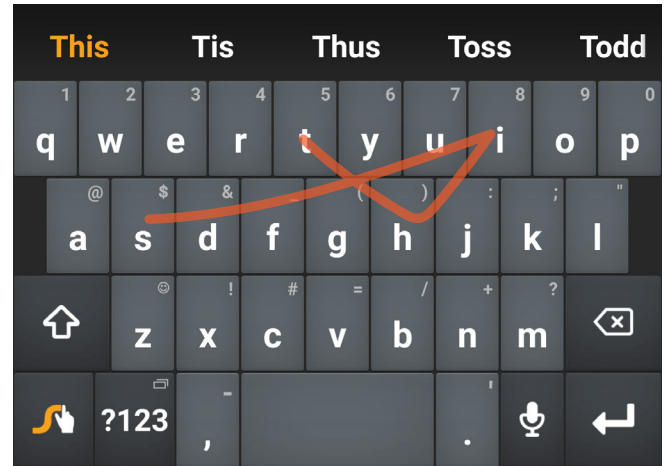 This Tis Thus Toss Todd
1 2 3 4 5 6 7 8 9 0
q w e r t y u i o p
@ $ & _ ( ) : ; "
a s d f g h j k l
☺ ! # = / + ?
z x c v b n m
- '
?123 , .